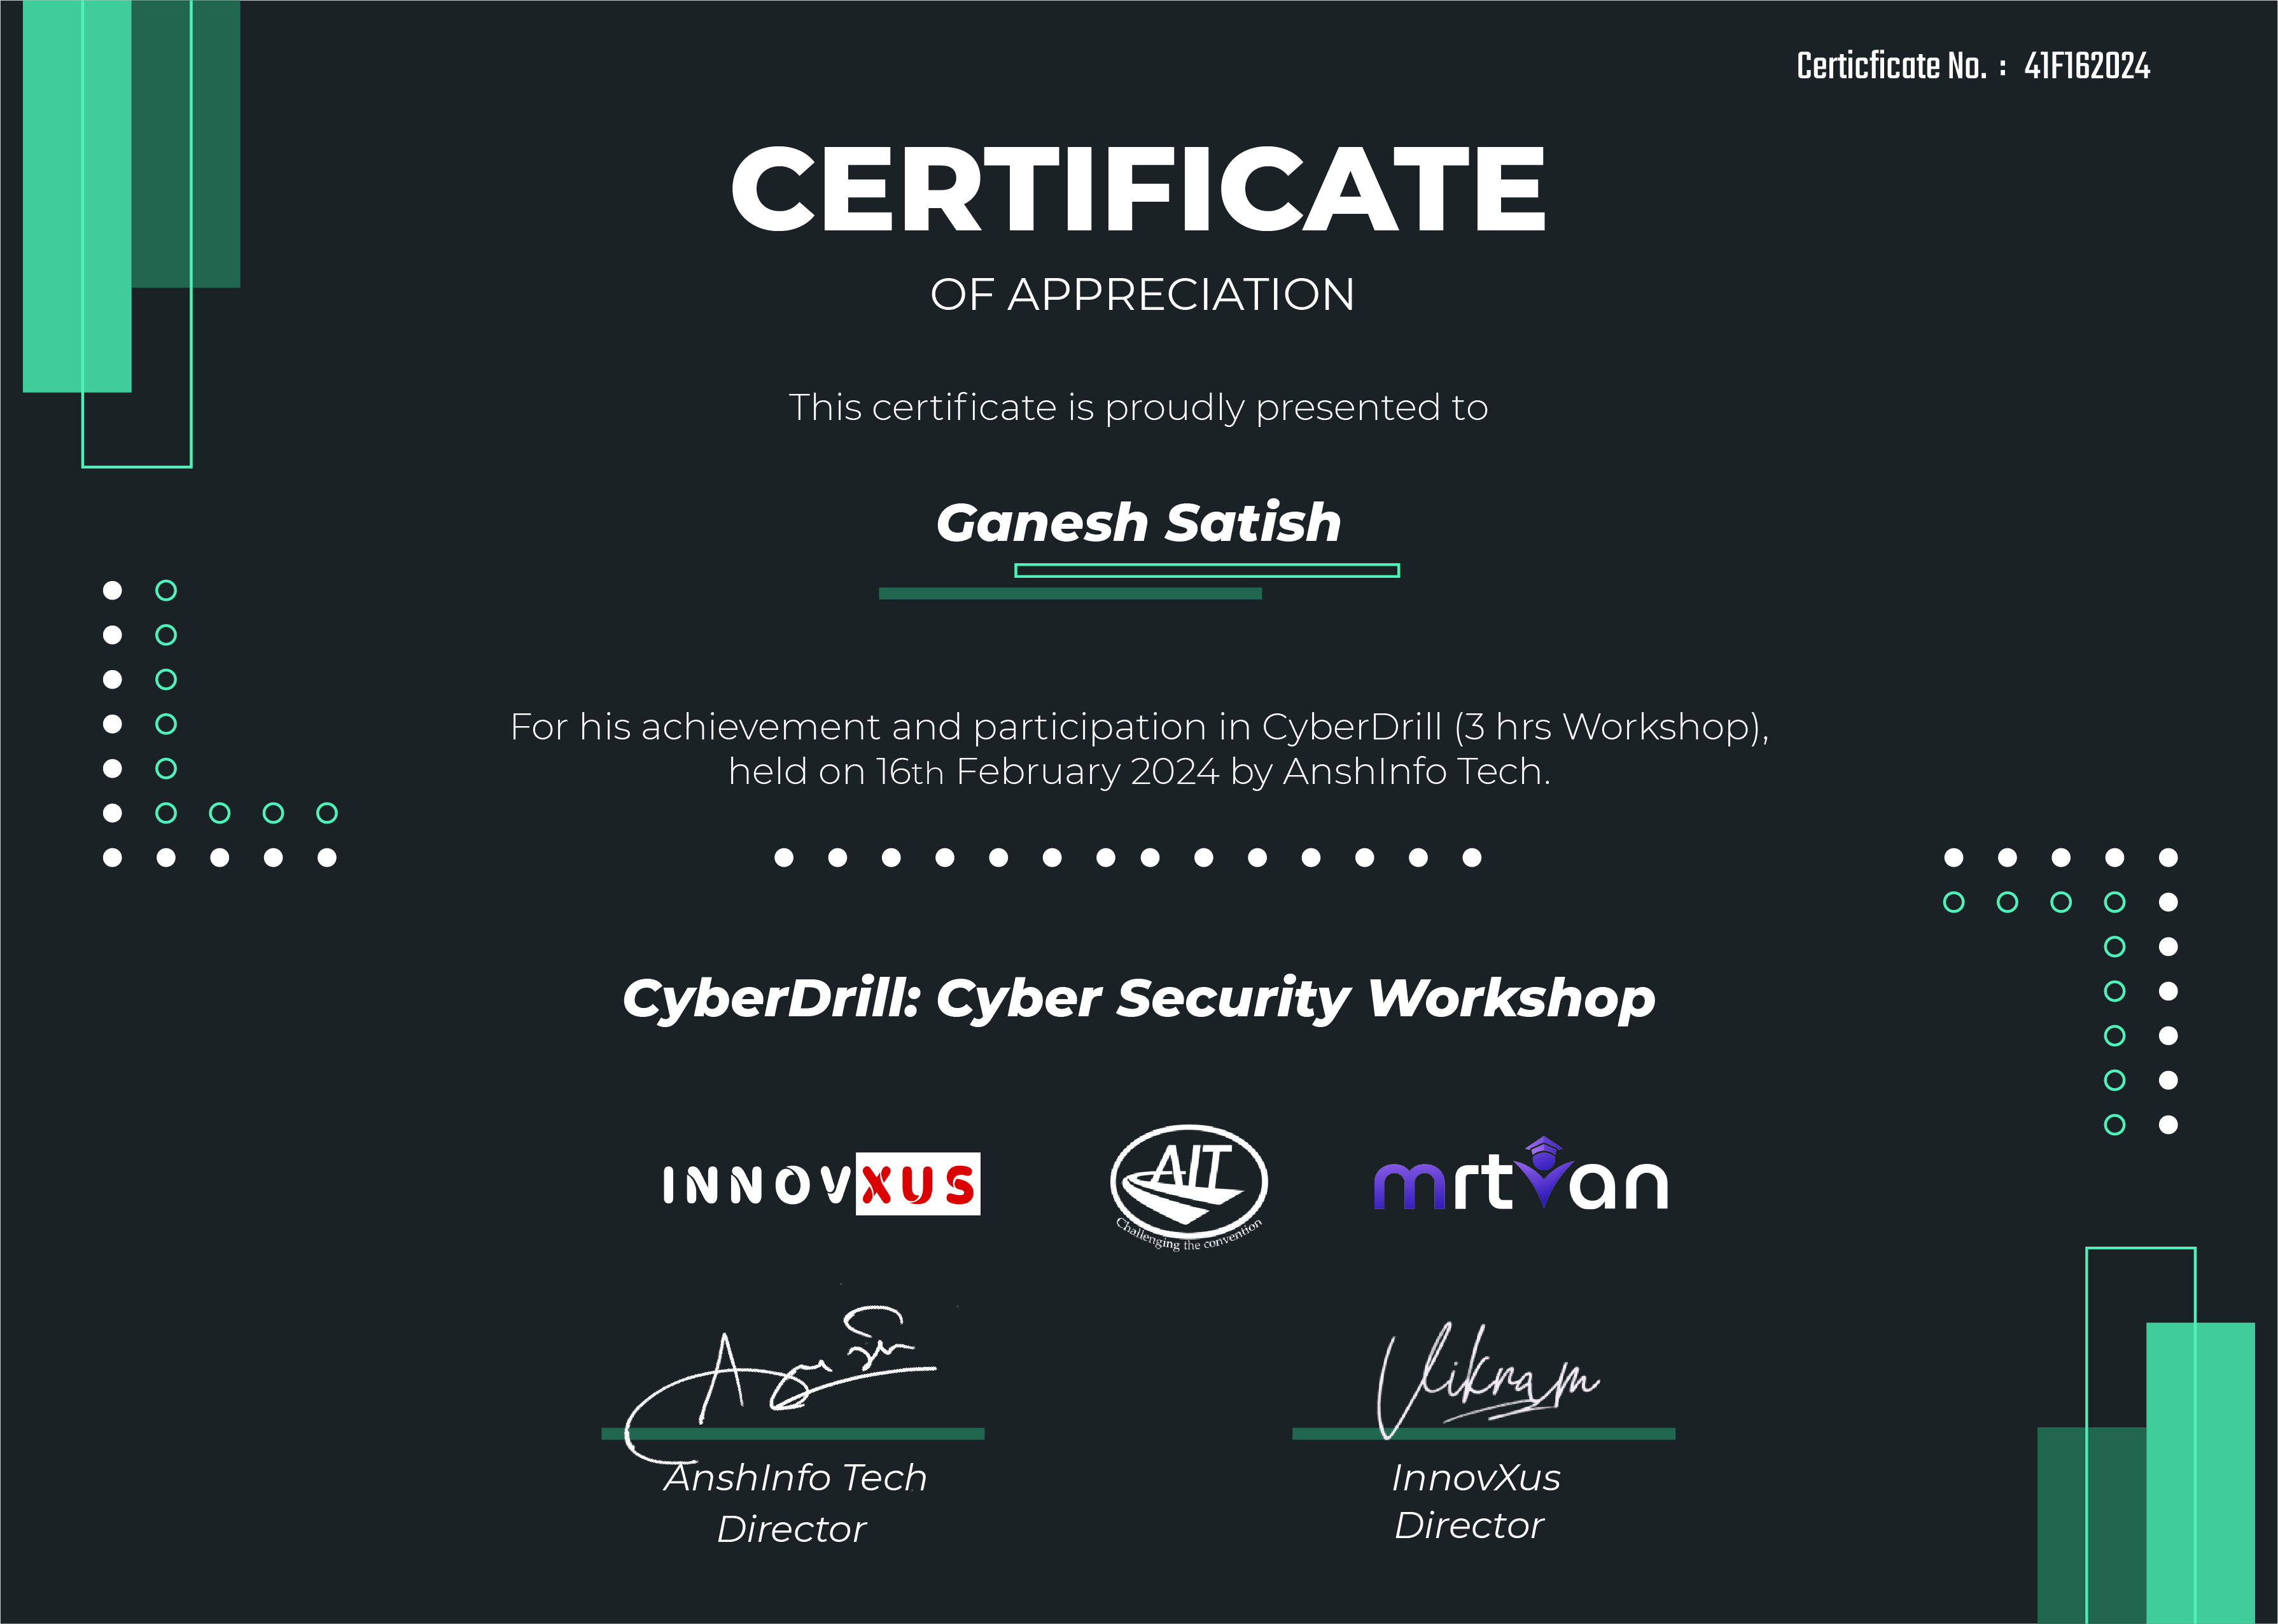 Certicficate No. : 41F162024
CERTIFICATE
OF APPRECIATION
This certificate is proudly presented to
Ganesh Satish
For his achievement and participation in CyberDrill (3 hrs Workshop),
held on 16th February 2024 by AnshInfo Tech.
CyberDrill: Cyber Security Workshop
INNOVXUS
AIT
Challenging the convention
mrtvan
Vikram
AnshInfo Tech
Director
InnovXus
Director